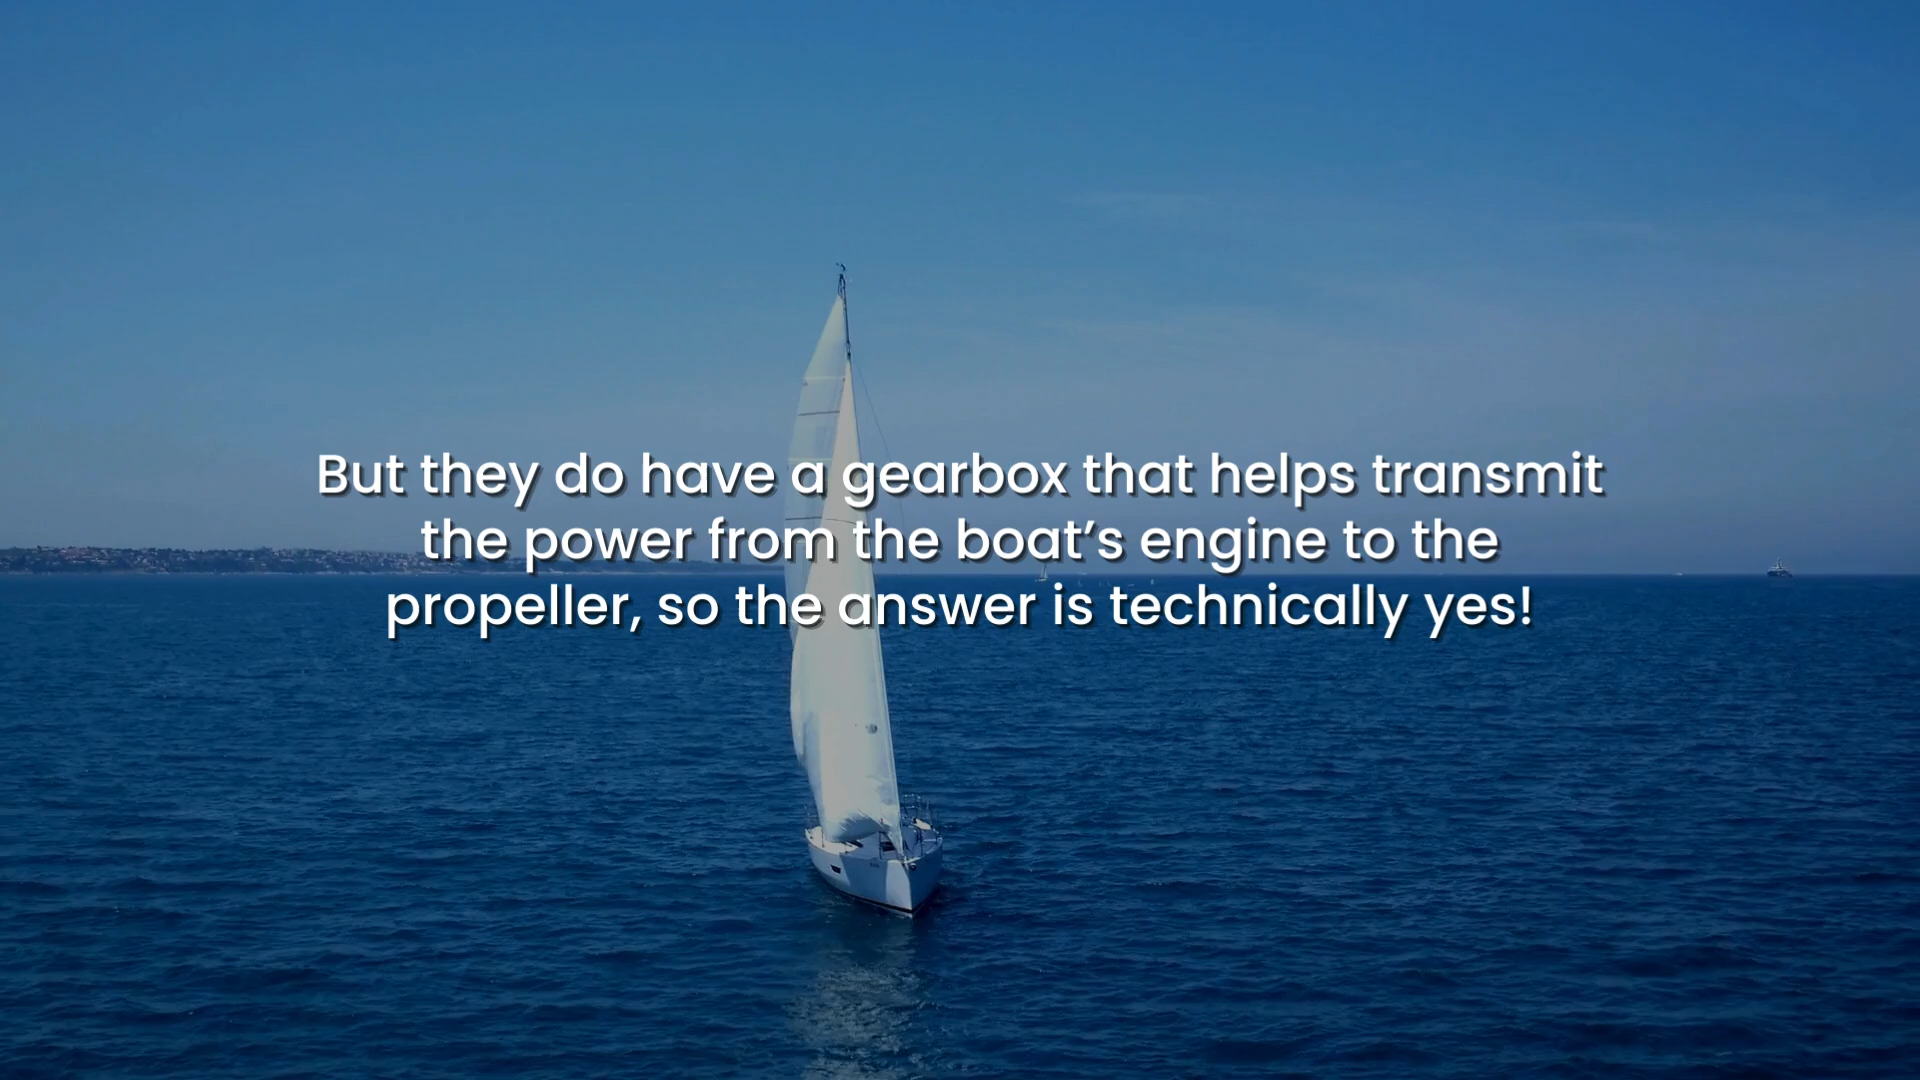 But they do have a gearbox that helps transmit
the power from the boat’s engine to the
propeller, so the answer is technically yes!